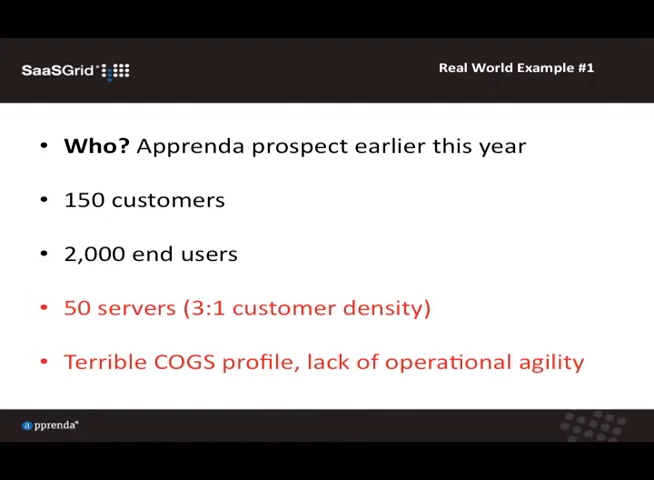 SaaSGrid
Real World Example #1
• Who? Apprenda prospect earlier this year
• 150 customers
• 2,000 end users
• 50 servers (3:1 customer density)
• Terrible COGS profile, lack of operational agility
apprenda